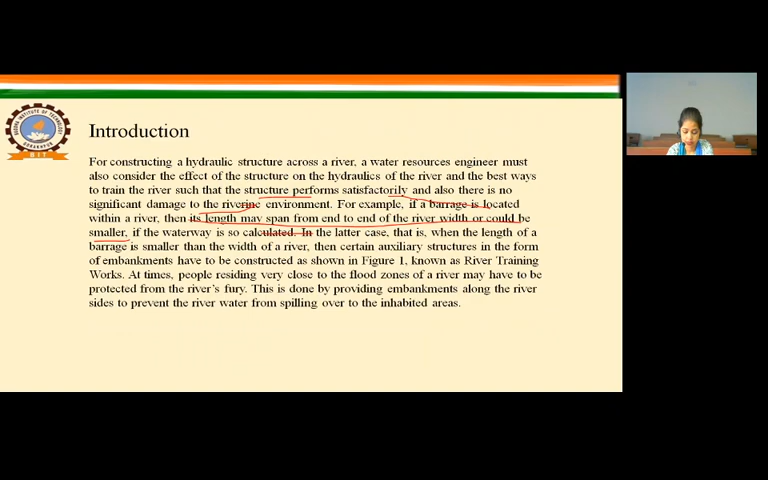 Introduction
For constructing a hydraulic structure across a river, a water resources engineer must
also consider the effect of the structure on the hydraulics of the river and the best ways
to train the river such that the structure performs satisfactorily and also there is no
significant damage to the riverine environment. For example, if a barrage is located
within a river, then its length may span from end to end of the river width or could be
smaller, if the waterway is so calculated. In the latter case, that is, when the length of a
barrage is smaller than the width of a river, then certain auxiliary structures in the form
of embankments have to be constructed as shown in Figure 1, known as River Training
Works. At times, people residing very close to the flood zones of a river may have to be
protected from the river's fury. This is done by providing embankments along the river
sides to prevent the river water from spilling over to the inhabited areas.
INSTITUTE OF TECHNOLOGY
BIT